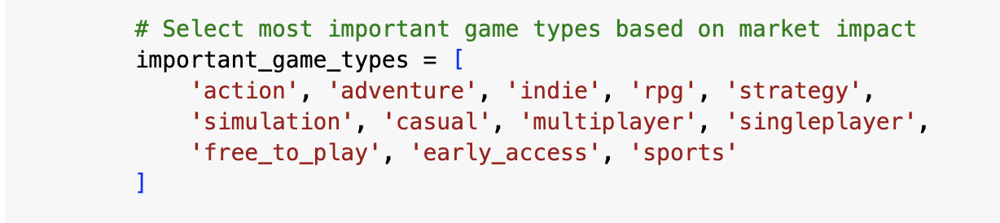 # Select most important game types based on market impact
important_game_types = [
    'action', 'adventure', 'indie', 'rpg', 'strategy',
    'simulation', 'casual', 'multiplayer', 'singleplayer',
    'free_to_play', 'early_access', 'sports'
]